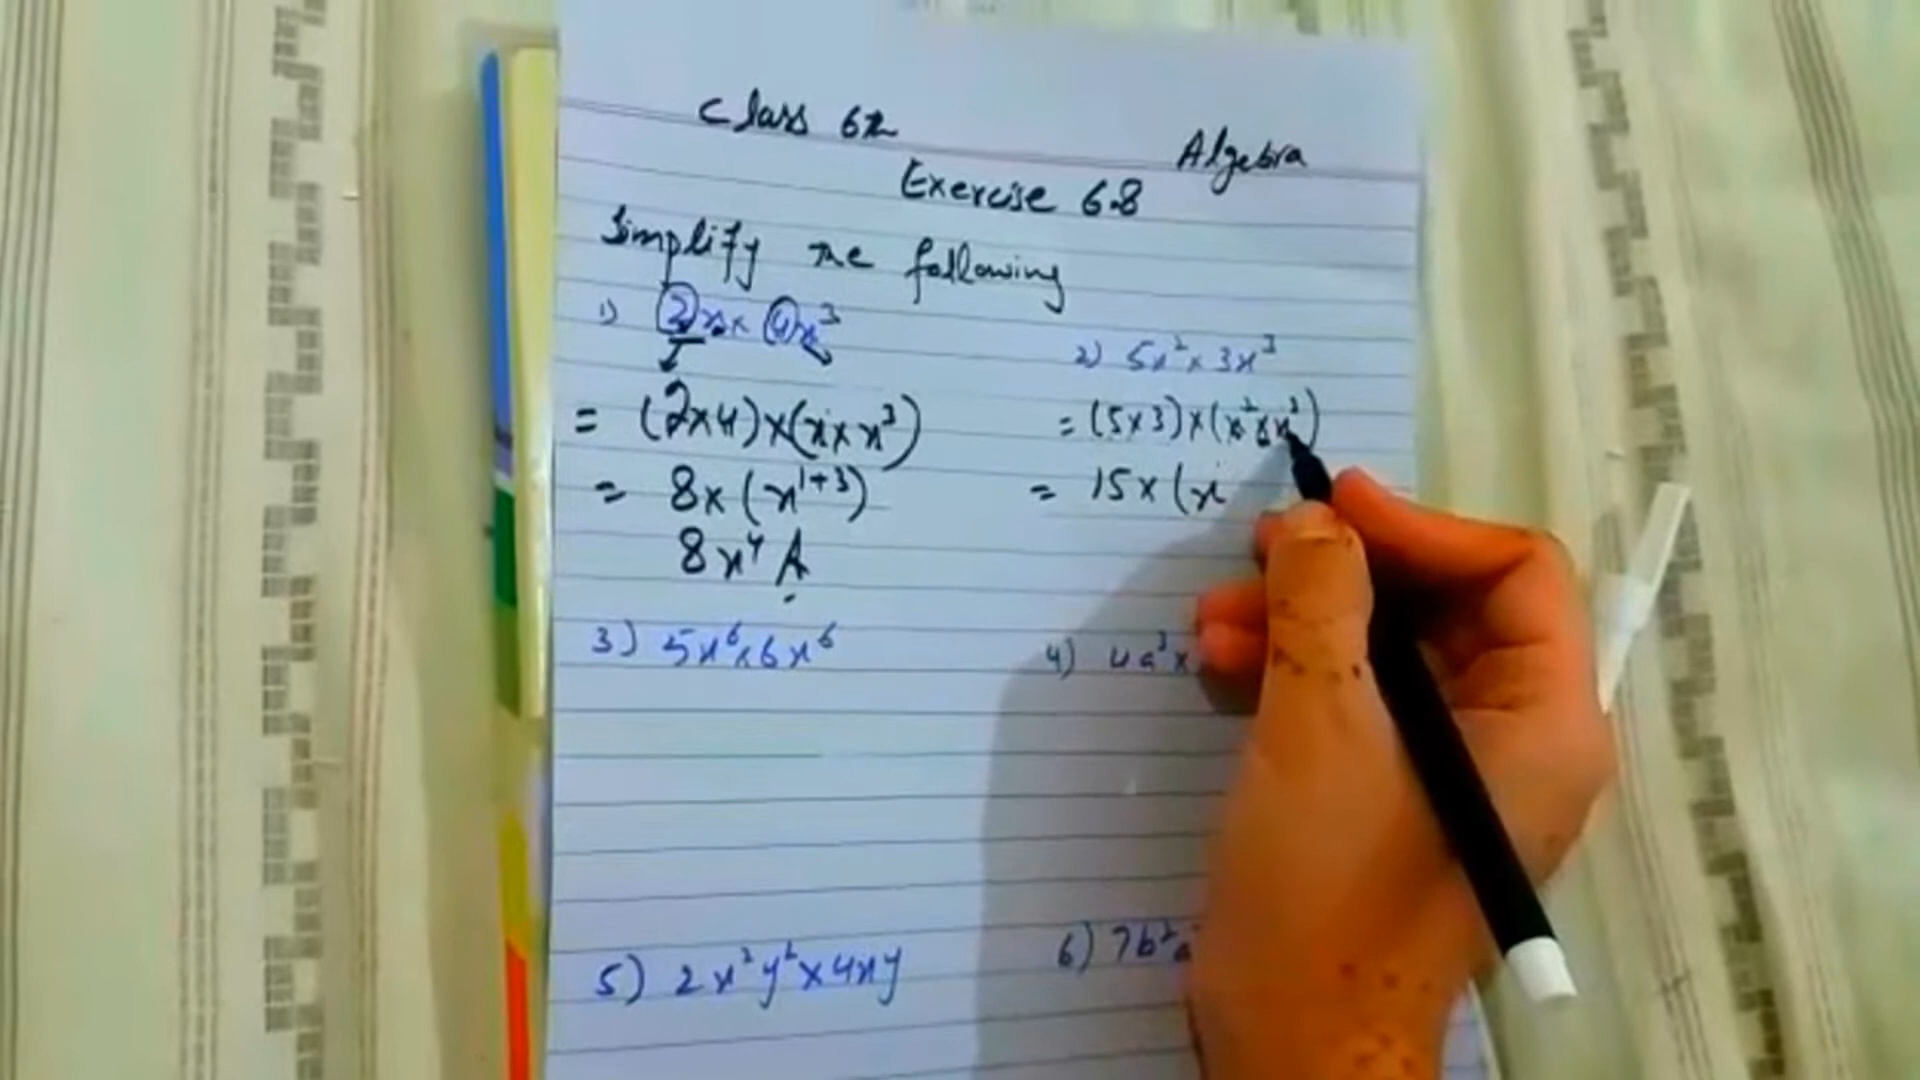 Class 6th
Algebra
Exercise 6.8
Simplify the following
1) 2x × 4x³
= (2×4)×(x×x³)
= 8×(x¹⁺³)
8x⁴ A
2) 5x² × 3x³
= (5×3)×(x²×x³)
= 15×(x
3) 5x⁶×6x⁶
4) 4a³×
5) 2x²y²×4xy
6) 7b²a